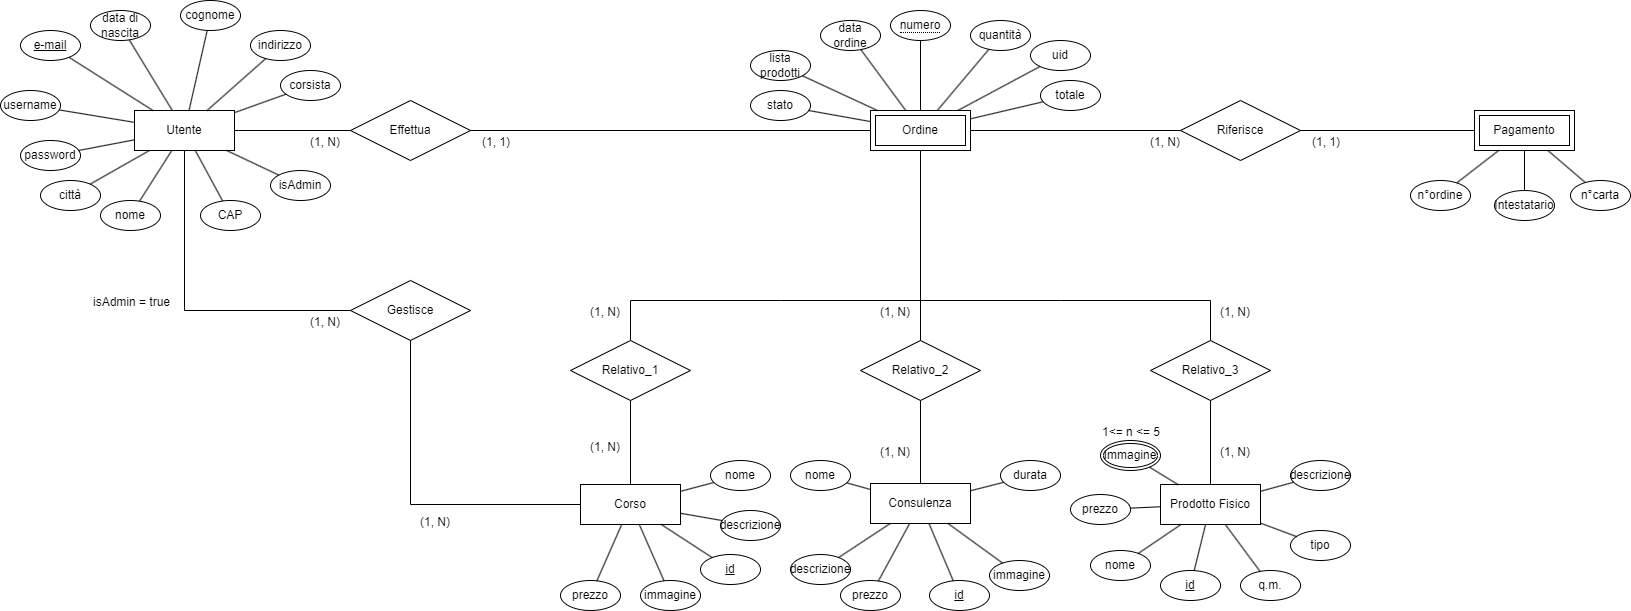 cognome
data di
nascita
e-mail
indirizzo
corsista
username
Utente
password
città
nome
CAP
isAdmin
(1, N)
Effettua
(1, 1)
numero
data
ordine
quantità
lista
prodotti
uid
stato
totale
Ordine
(1, N)
Riferisce
(1, 1)
Pagamento
n°ordine
Intestatario
n°carta
isAdmin = true
(1, N)
Gestisce
(1, N)
(1, N)
(1, N)
(1, N)
Relativo_1
Relativo_2
Relativo_3
(1, N)
(1, N)
(1, N)
1<= n <= 5
immagine
nome
Corso
descrizione
id
immagine
prezzo
nome
durata
Consulenza
descrizione
prezzo
id
immagine
descrizione
prezzo
Prodotto Fisico
tipo
nome
id
q.m.